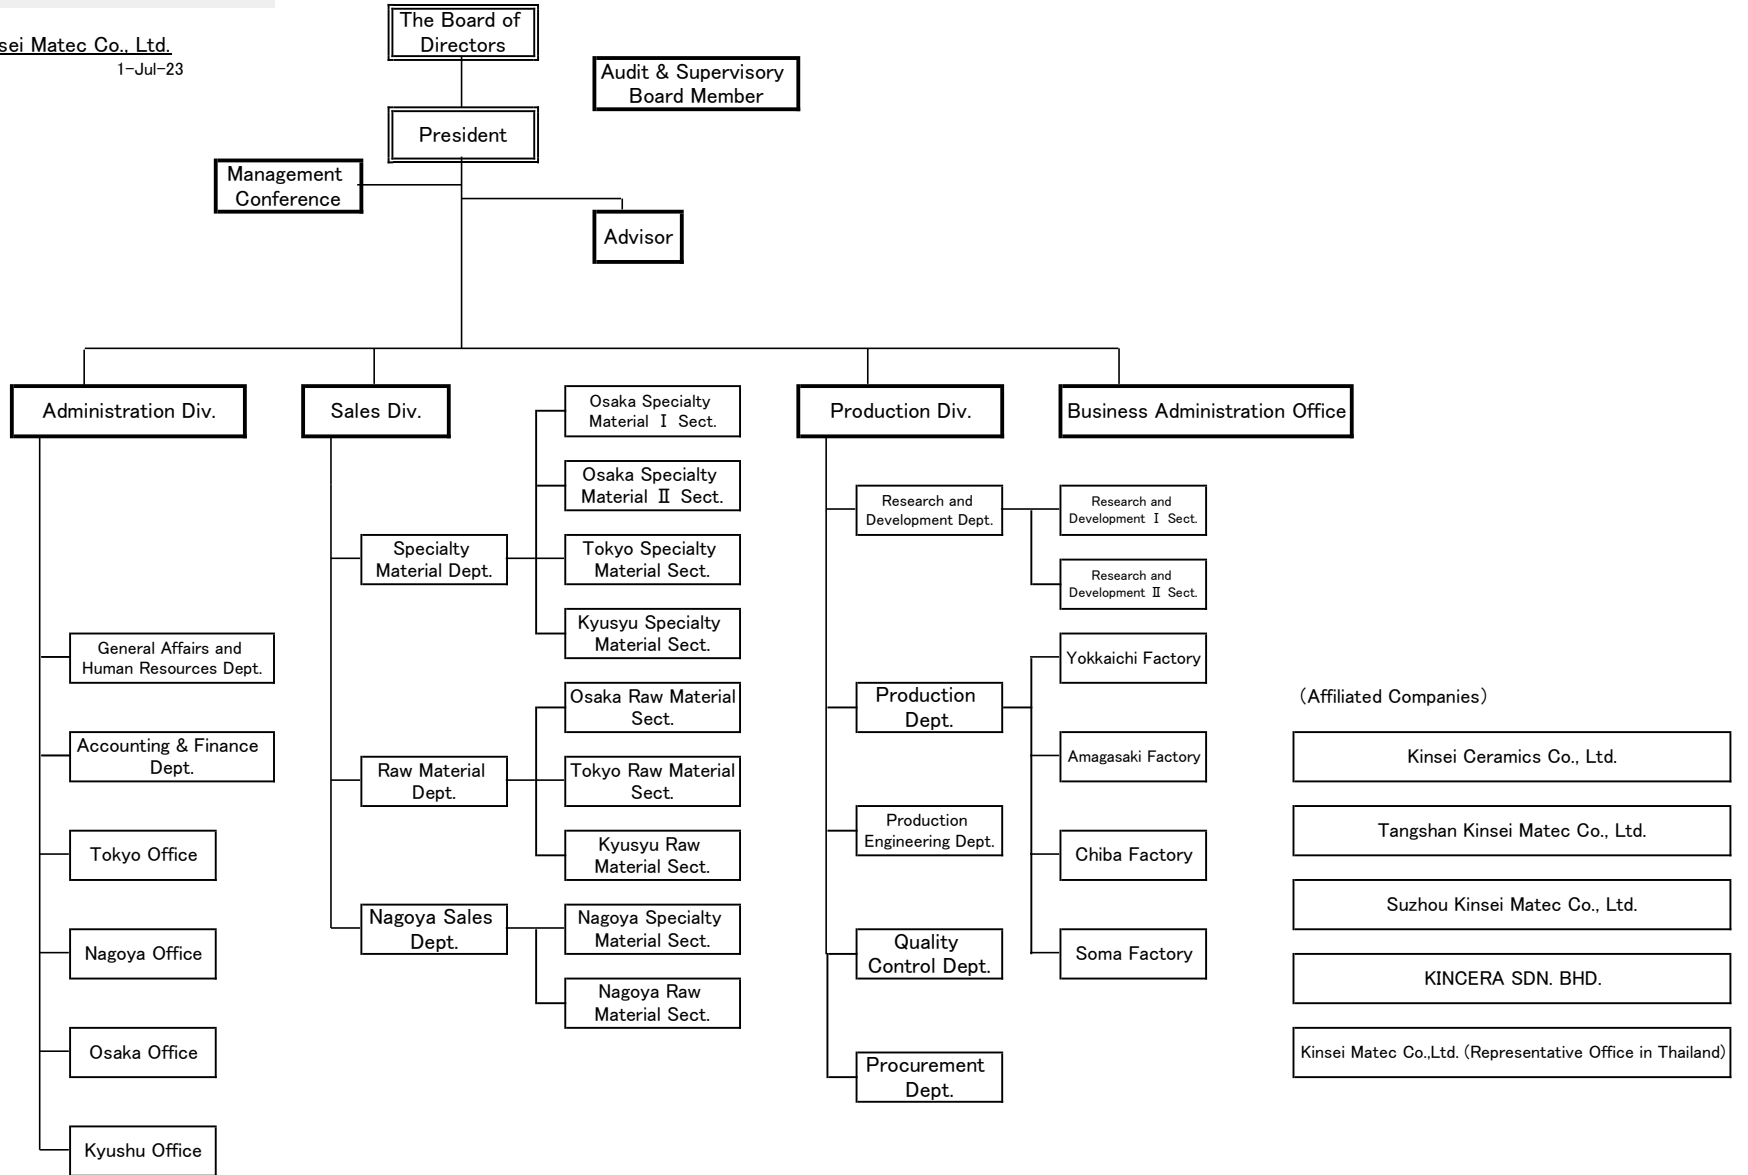 sei Matec Co., Ltd.
1-Jul-23
The Board of
Directors
Audit & Supervisory
Board Member
President
Management
Conference
Advisor
Administration Div.
General Affairs and
Human Resources Dept.
Accounting & Finance
Dept.
Tokyo Office
Nagoya Office
Osaka Office
Kyushu Office
Sales Div.
Specialty
Material Dept.
Osaka Specialty
Material Ⅰ Sect.
Osaka Specialty
Material Ⅱ Sect.
Tokyo Specialty
Material Sect.
Kyusyu Specialty
Material Sect.
Raw Material
Dept.
Osaka Raw Material
Sect.
Tokyo Raw Material
Sect.
Kyusyu Raw
Material Sect.
Nagoya Sales
Dept.
Nagoya Specialty
Material Sect.
Nagoya Raw
Material Sect.
Production Div.
Research and
Development Dept.
Research and
Development Ⅰ Sect.
Research and
Development Ⅱ Sect.
Production
Dept.
Yokkaichi Factory
Amagasaki Factory
Chiba Factory
Soma Factory
Production
Engineering Dept.
Quality
Control Dept.
Procurement
Dept.
Business Administration Office
（Affiliated Companies）
Kinsei Ceramics Co., Ltd.
Tangshan Kinsei Matec Co., Ltd.
Suzhou Kinsei Matec Co., Ltd.
KINCERA SDN. BHD.
Kinsei Matec Co.,Ltd. (Representative Office in Thailand)